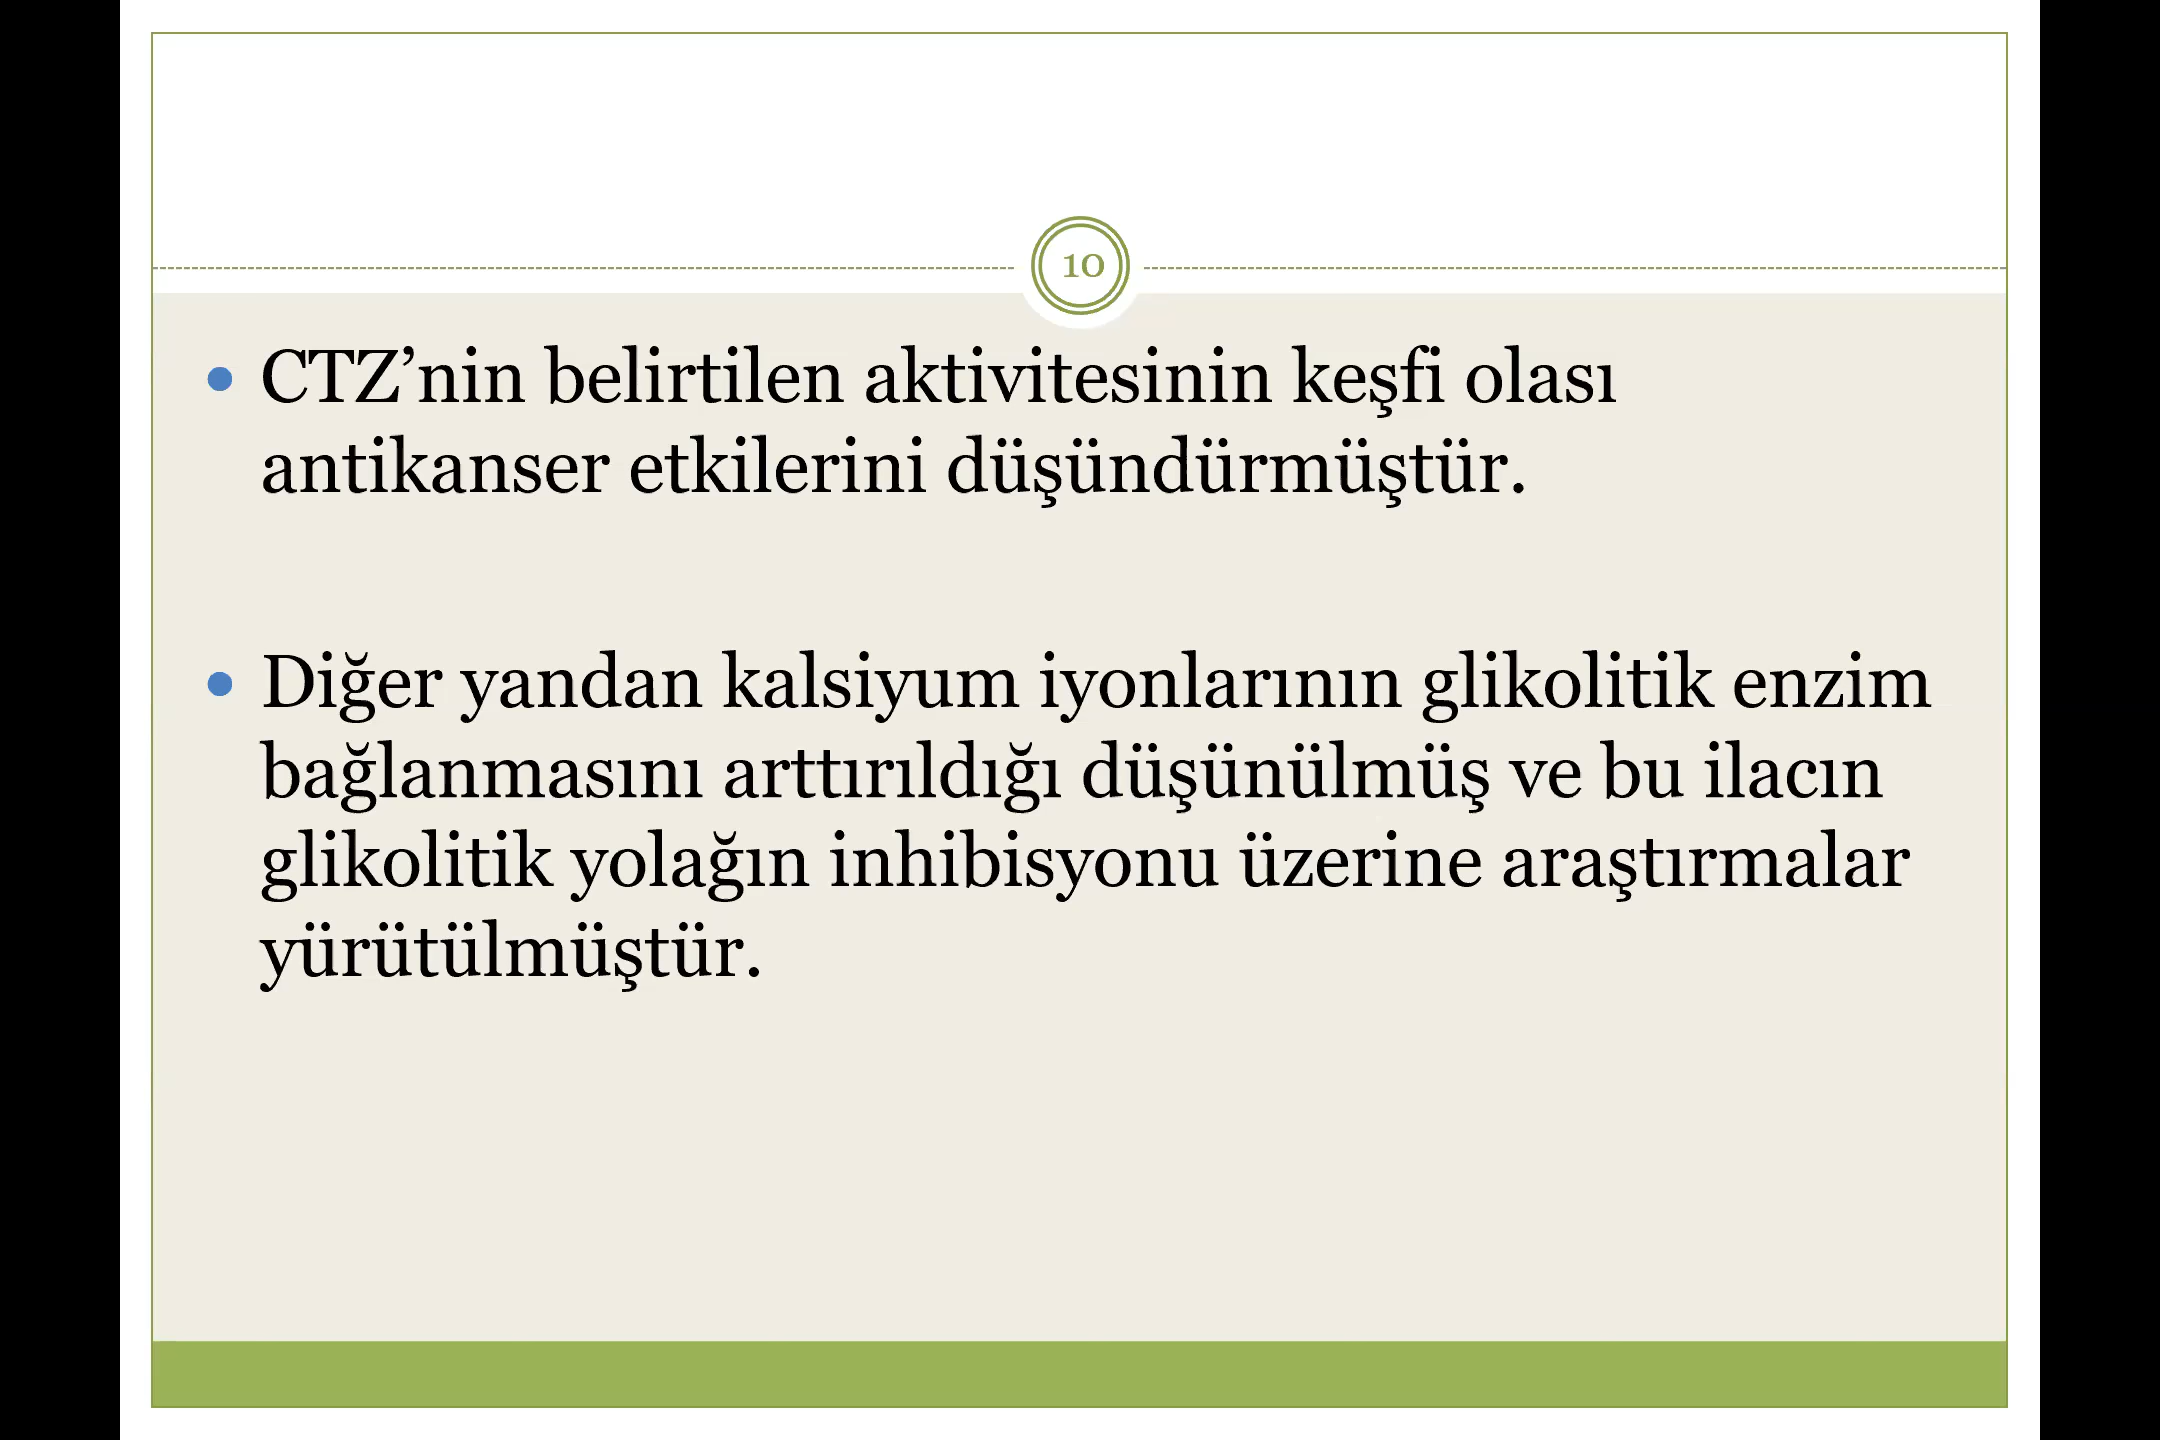 10
• CTZ’nin belirtilen aktivitesinin keşfi olası
antikanser etkilerini düşündürmüştür.
• Diğer yandan kalsiyum iyonlarının glikolitik enzim
bağlanmasını arttırıldığı düşünülmüş ve bu ilacın
glikolitik yolağın inhibisyonu üzerine araştırmalar
yürütülmüştür.